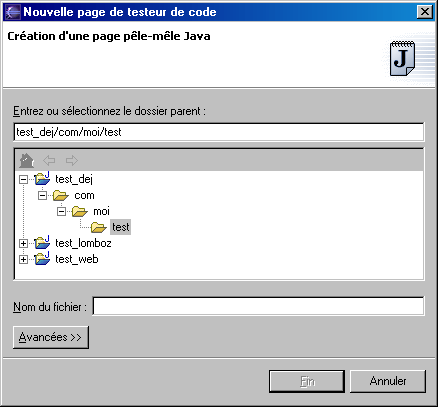 Nouvelle page de testeur de code
Création d'une page pêle-mêle Java
J
Entrez ou sélectionnez le dossier parent :
test_dej/com/moi/test
test_dej
com
moi
test
test_lomboz
test_web
Nom du fichier :
Avancées >>
Fin
Annuler